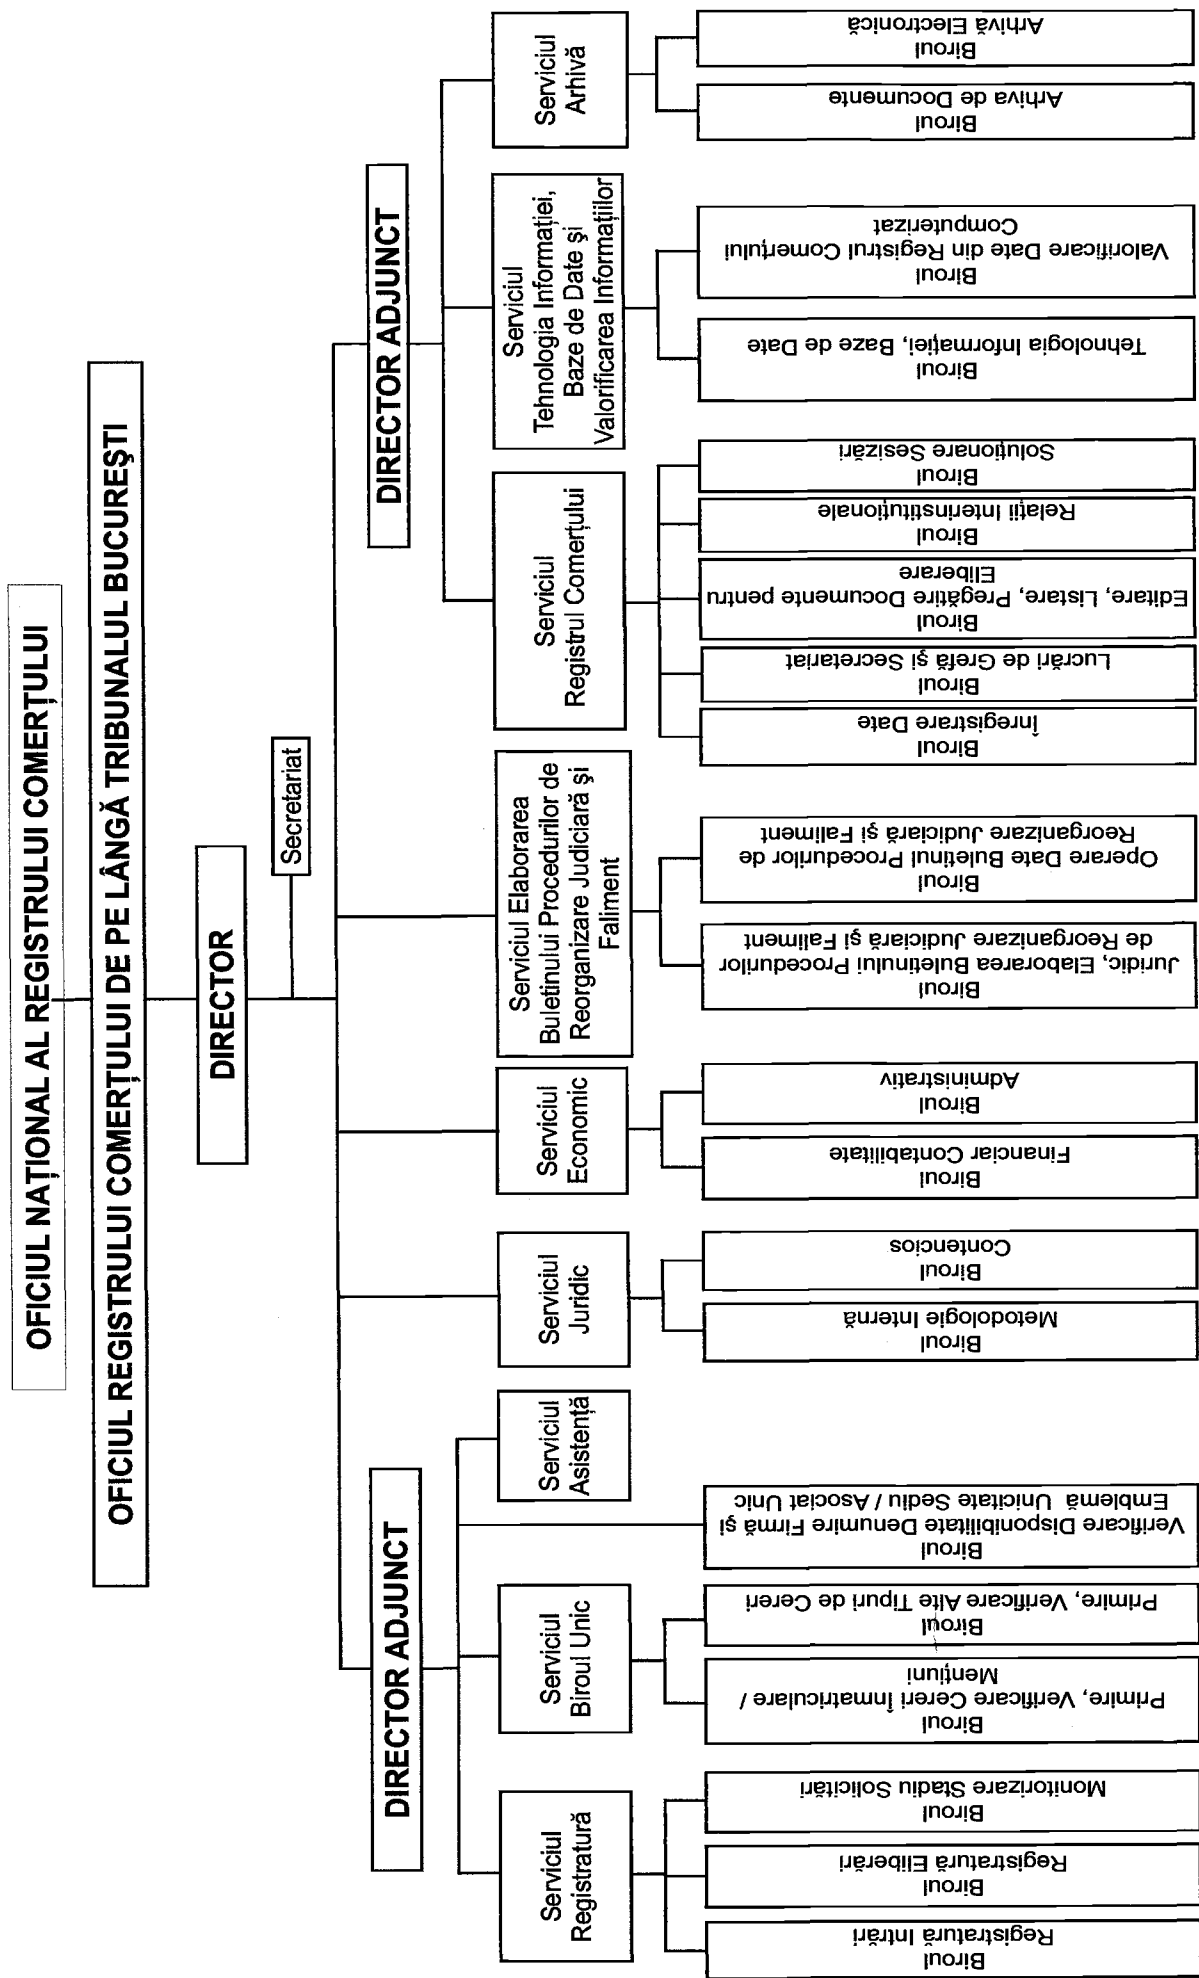 OFICIUL NAȚIONAL AL REGISTRULUI COMERȚULUI
OFICIUL REGISTRULUI COMERȚULUI DE PE LÂNGĂ TRIBUNALUL BUCUREŞTI
DIRECTOR
Secretariat
DIRECTOR ADJUNCT
DIRECTOR ADJUNCT
Serviciul
Registratură
Serviciul
Biroul Unic
Serviciul
Asistență
Serviciul
Juridic
Serviciul
Economic
Serviciul Elaborarea
Buletinului Procedurilor de
Reorganizare Judiciară şi
Faliment
Serviciul
Registrul Comerțului
Serviciul
Tehnologia Informației,
Baze de Date şi
Valorificarea Informațiilor
Serviciul
Arhivă
Biroul
Registratură Intrări
Biroul
Registratură Eliberări
Biroul
Monitorizare Stadiu Solicitări
Biroul
Primire, Verificare Cereri Înmatriculare /
Mențiuni
Biroul
Primire, Verificare Alte Tipuri de Cereri
Biroul
Verificare Disponibilitate Denumire Firmă şi
Emblemă Unicitate Sediu / Asociat Unic
Biroul
Metodologie Internă
Biroul
Contencios
Biroul
Financiar Contabilitate
Biroul
Administrativ
Biroul
Juridic, Elaborarea Buletinului Procedurilor
de Reorganizare Judiciară şi Faliment
Biroul
Operare Date Buletinul Procedurilor de
Reorganizare Judiciară şi Faliment
Biroul
Înregistrare Date
Biroul
Lucrări de Grefă şi Secretariat
Biroul
Editare, Listare, Pregătire Documente pentru
Eliberare
Biroul
Relații Interinstituționale
Biroul
Soluționare Sesizări
Biroul
Tehnologia Informației, Baze de Date
Biroul
Valorificare Date din Registrul Comerțului
Computerizat
Biroul
Arhiva de Documente
Biroul
Arhivă Electronică